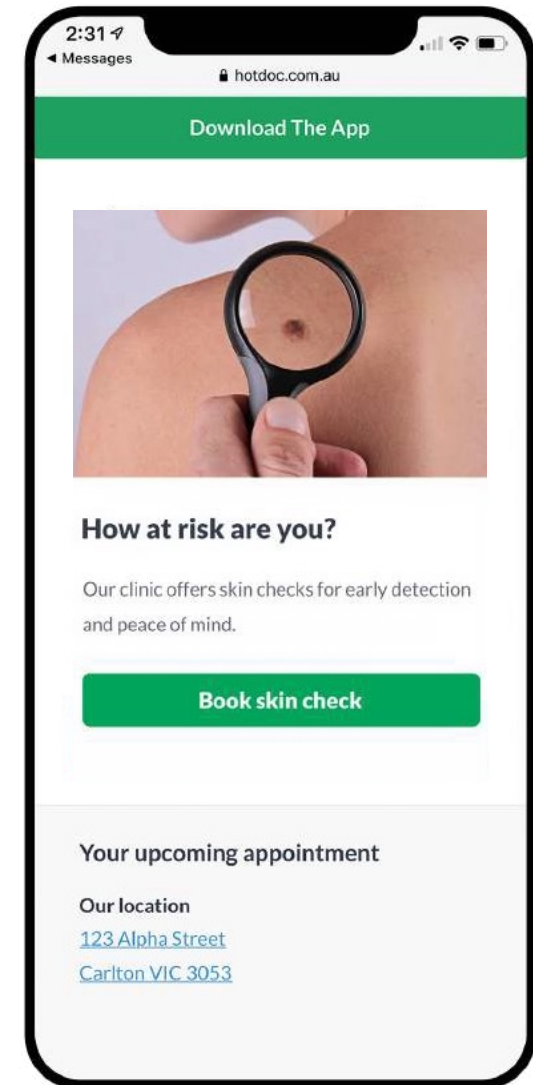 2:31
◄ Messages
hotdoc.com.au
Download The App
How at risk are you?
Our clinic offers skin checks for early detection
and peace of mind.
Book skin check
Your upcoming appointment
Our location
123 Alpha Street
Carlton VIC 3053